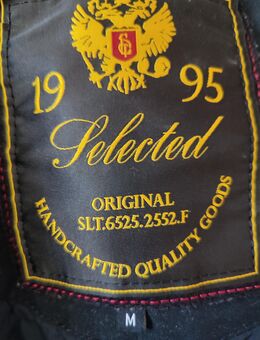 19 95
Selected
ORIGINAL
SLT.6525.2552.F
HANDCRAFTED QUALITY GOODS
M